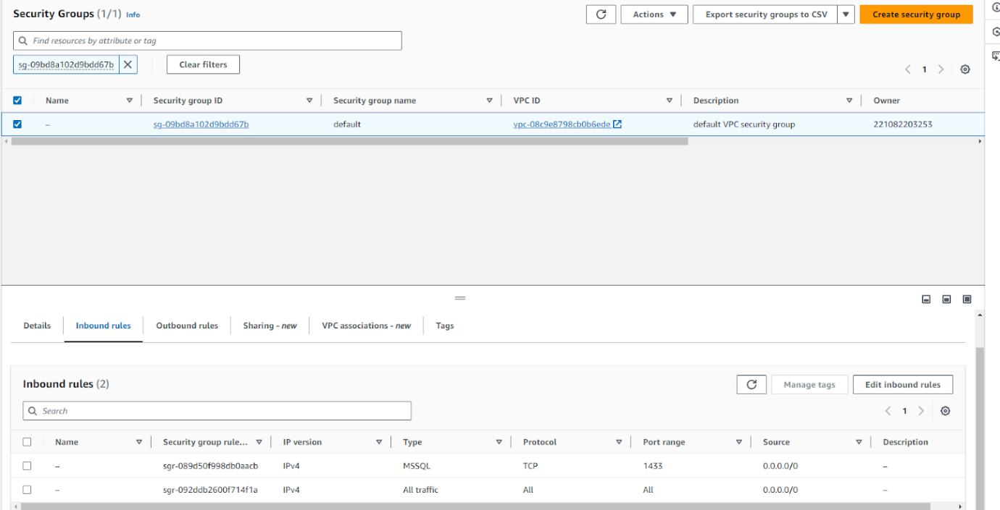 Security Groups (1/1) Info
Actions ▼ Export security groups to CSV ▼ Create security group
Find resources by attribute or tag
sg-09bd8a102d9bdd67b Clear filters
1
Name Security group ID Security group name VPC ID Description Owner
– sg-09bd8a102d9bdd67b default vpc-08c9e8798cb0b6ede default VPC security group 221082203253
Details Inbound rules Outbound rules Sharing - new VPC associations - new Tags
Inbound rules (2)
Manage tags Edit inbound rules
Search
1
Name Security group rule... IP version Type Protocol Port range Source Description
– sgr-089d50f998db0aacb IPv4 MSSQL TCP 1433 0.0.0.0/0 –
– sgr-092ddb2600f714f1a IPv4 All traffic All All 0.0.0.0/0 –